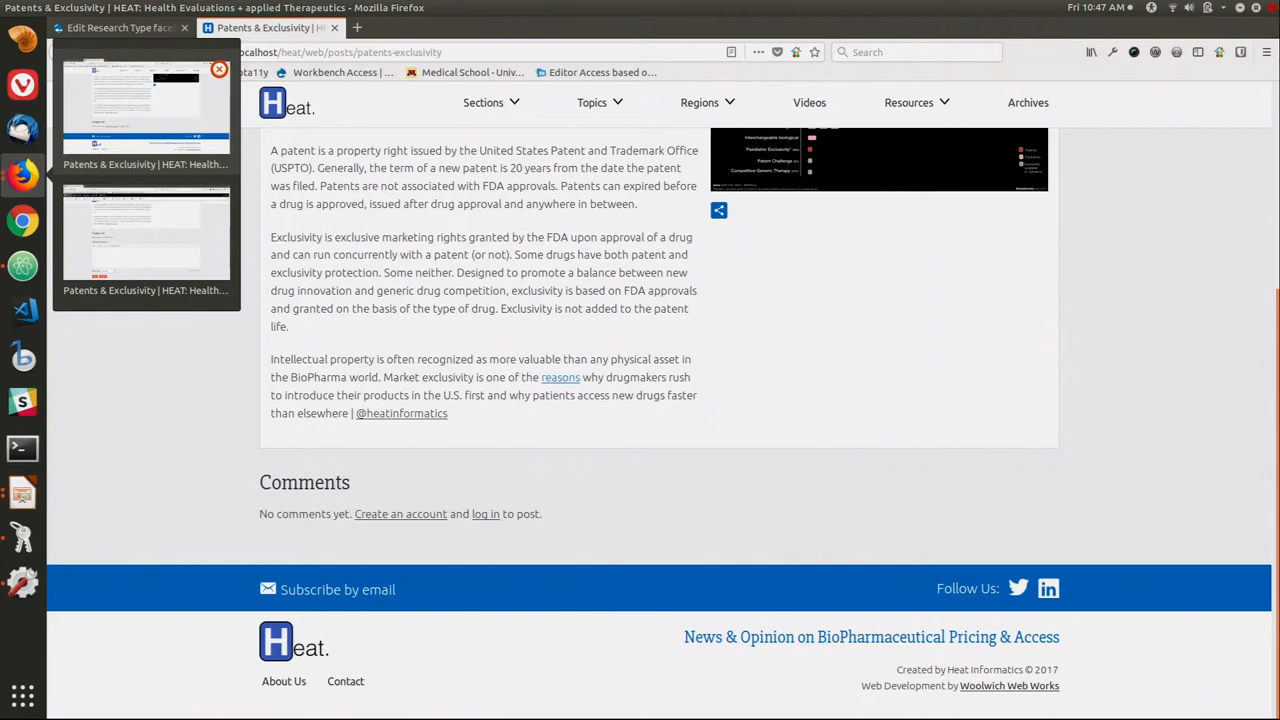 Patents & Exclusivity | HEAT: Health Evaluations + applied Therapeutics - Mozilla Firefox
Fri 10:47 AM
Edit Research Type facet
Patents & Exclusivity | H
localhost/heat/web/posts/patents-exclusivity
Search
Workbench Access | ...
Medical School - Univ...
Editor Access based o...
Heat.
Sections
Topics
Regions
Videos
Resources
Archives
Interchangeable biological
Paediatric Exclusivity*
Patent Challenge
Competitive Generic Therapy
A patent is a property right issued by the United States Patent and Trademark Office
(USPTO). Generally, the term of a new patent is 20 years from the date the patent
was filed. Patents are not associated with FDA approvals. Patents can expire before
a drug is approved, issued after drug approval and anywhere in between.
Exclusivity is exclusive marketing rights granted by the FDA upon approval of a drug
and can run concurrently with a patent (or not). Some drugs have both patent and
exclusivity protection. Some neither. Designed to promote a balance between new
drug innovation and generic drug competition, exclusivity is based on FDA approvals
and granted on the basis of the type of drug. Exclusivity is not added to the patent
life.
Intellectual property is often recognized as more valuable than any physical asset in
the BioPharma world. Market exclusivity is one of the reasons why drugmakers rush
to introduce their products in the U.S. first and why patients access new drugs faster
than elsewhere | @heatinformatics
Patents & Exclusivity | HEAT: Health...
Patents & Exclusivity | HEAT: Health...
Comments
No comments yet. Create an account and log in to post.
Subscribe by email
Follow Us:
Heat.
News & Opinion on BioPharmaceutical Pricing & Access
Created by Heat Informatics © 2017
About Us
Contact
Web Development by Woolwich Web Works